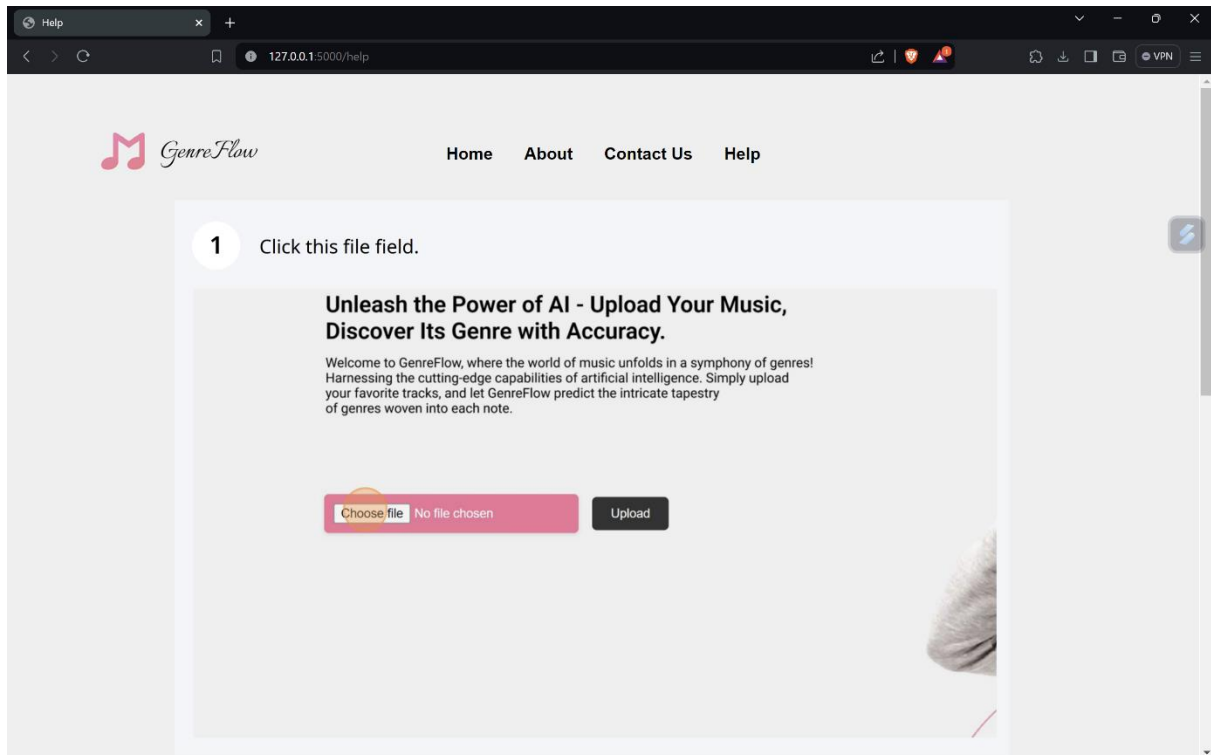 Help
127.0.0.1:5000/help
VPN
GenreFlow
Home About Contact Us Help
1 Click this file field.
Unleash the Power of AI - Upload Your Music,
Discover Its Genre with Accuracy.
Welcome to GenreFlow, where the world of music unfolds in a symphony of genres!
Harnessing the cutting-edge capabilities of artificial intelligence. Simply upload
your favorite tracks, and let GenreFlow predict the intricate tapestry
of genres woven into each note.
Choose file No file chosen Upload